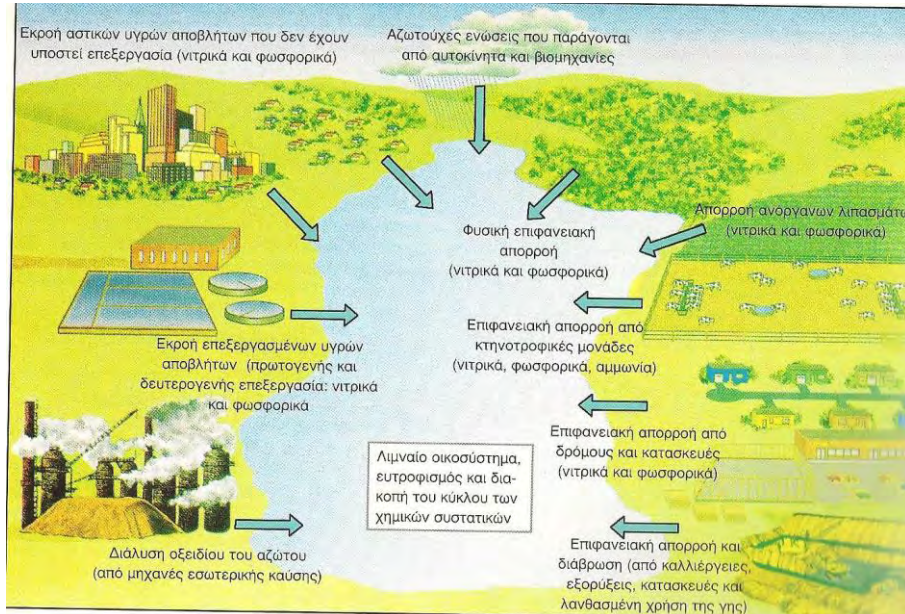 Εκροή αστικών υγρών αποβλήτων που δεν έχουν
υποστεί επεξεργασία (νιτρικά και φωσφορικά)
Αζωτούχες ενώσεις που παράγονται
από αυτοκίνητα και βιομηχανίες
Φυσική επιφανειακή
απορροή
(νιτρικά και φωσφορικά)
Απορροή ανόργανων λιπασμάτω
(νιτρικά και φωσφορικά)
Εκροή επεξεργασμένων υγρών
αποβλήτων (πρωτογενής και
δευτερογενής επεξεργασία: νιτρικά
και φωσφορικά
Επιφανειακή απορροή από
κτηνοτροφικές μονάδες
(νιτρικά, φωσφορικά, αμμωνία)
Επιφανειακή απορροή από
δρόμους και κατασκευές
(νιτρικά και φωσφορικά)
Λιμναίο οικοσύστημα,
ευτροφισμός και δια-
κοπή του κύκλου των
χημικών συστατικών
Διάλυση οξειδίου του αζώτου
(από μηχανές εσωτερικής καύσης)
Επιφανειακή απορροή και
διάβρωση (από καλλιέργειες,
εξορύξεις, κατασκευές και
λανθασμένη χρήση της γης)